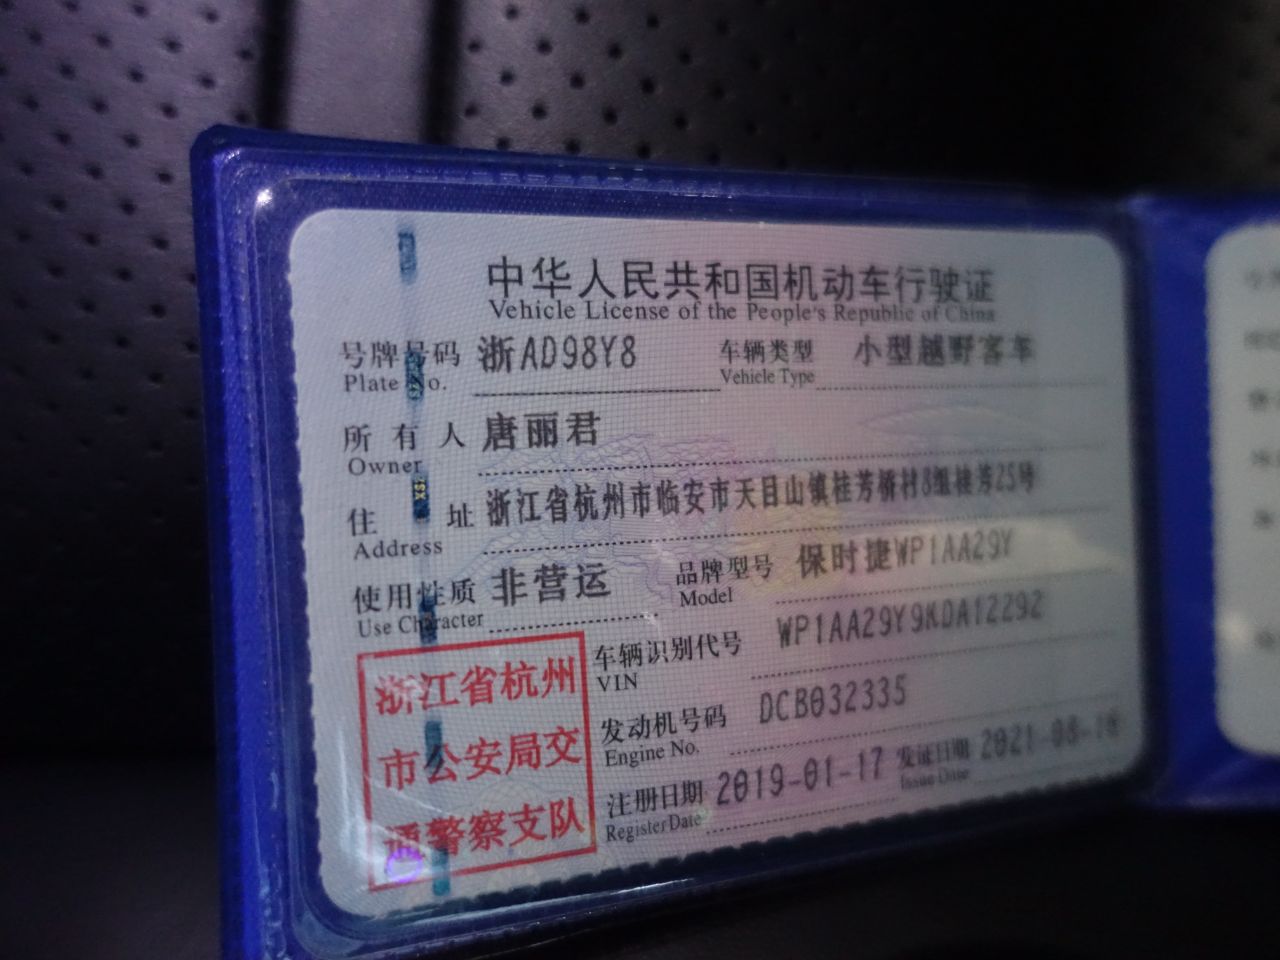 中华人民共和国机动车行驶证
Vehicle License of the People's Republic of China
号牌号码 浙AD98Y8 车辆类型 小型越野客车
Plate No. Vehicle Type
所有人 唐丽君
Owner
住址 浙江省杭州市临安市天目山镇桂芳桥村8组桂芳25号
Address
使用性质 非营运 品牌型号 保时捷WP1AA29Y
Use Character Model
车辆识别代号 WP1AA29Y9KDA12292
VIN
发动机号码 DCB032335
Engine No.
注册日期 2019-01-17 发证日期
Register Date Issue Date
浙江省杭州
市公安局交
通警察支队